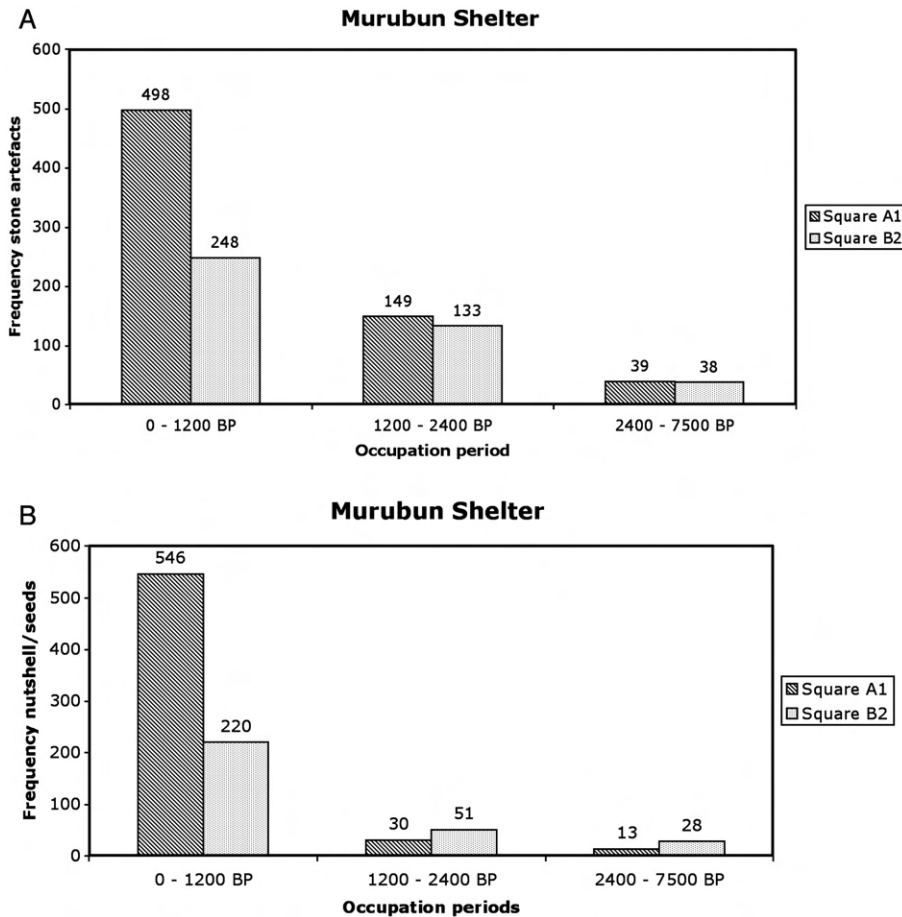 A
Murubun Shelter
Frequency stone artefacts
600
500
400
300
200
100
0
498
248
149
133
39
38
0 - 1200 BP
1200 - 2400 BP
2400 - 7500 BP
Occupation period
Square A1
Square B2
B
Murubun Shelter
Frequency nutshell/seeds
600
500
400
300
200
100
0
546
220
30
51
13
28
0 - 1200 BP
1200 - 2400 BP
2400 - 7500 BP
Occupation periods
Square A1
Square B2